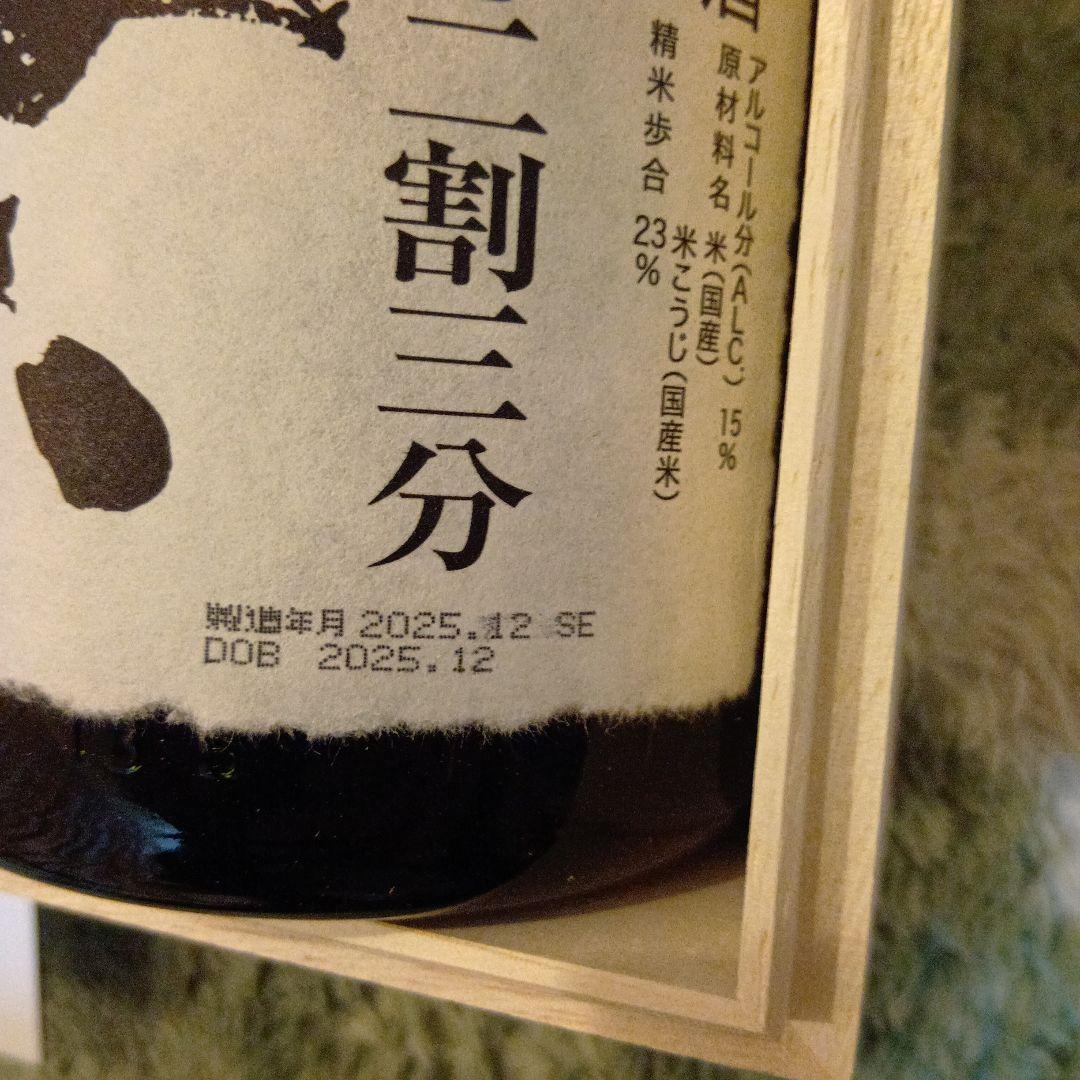 二割三分
アルコール分(ALC.) 15%
原材料名 米(国産)
米こうじ(国産米)
精米歩合 23%
製造年月 2025.12 SE
DOB 2025.12